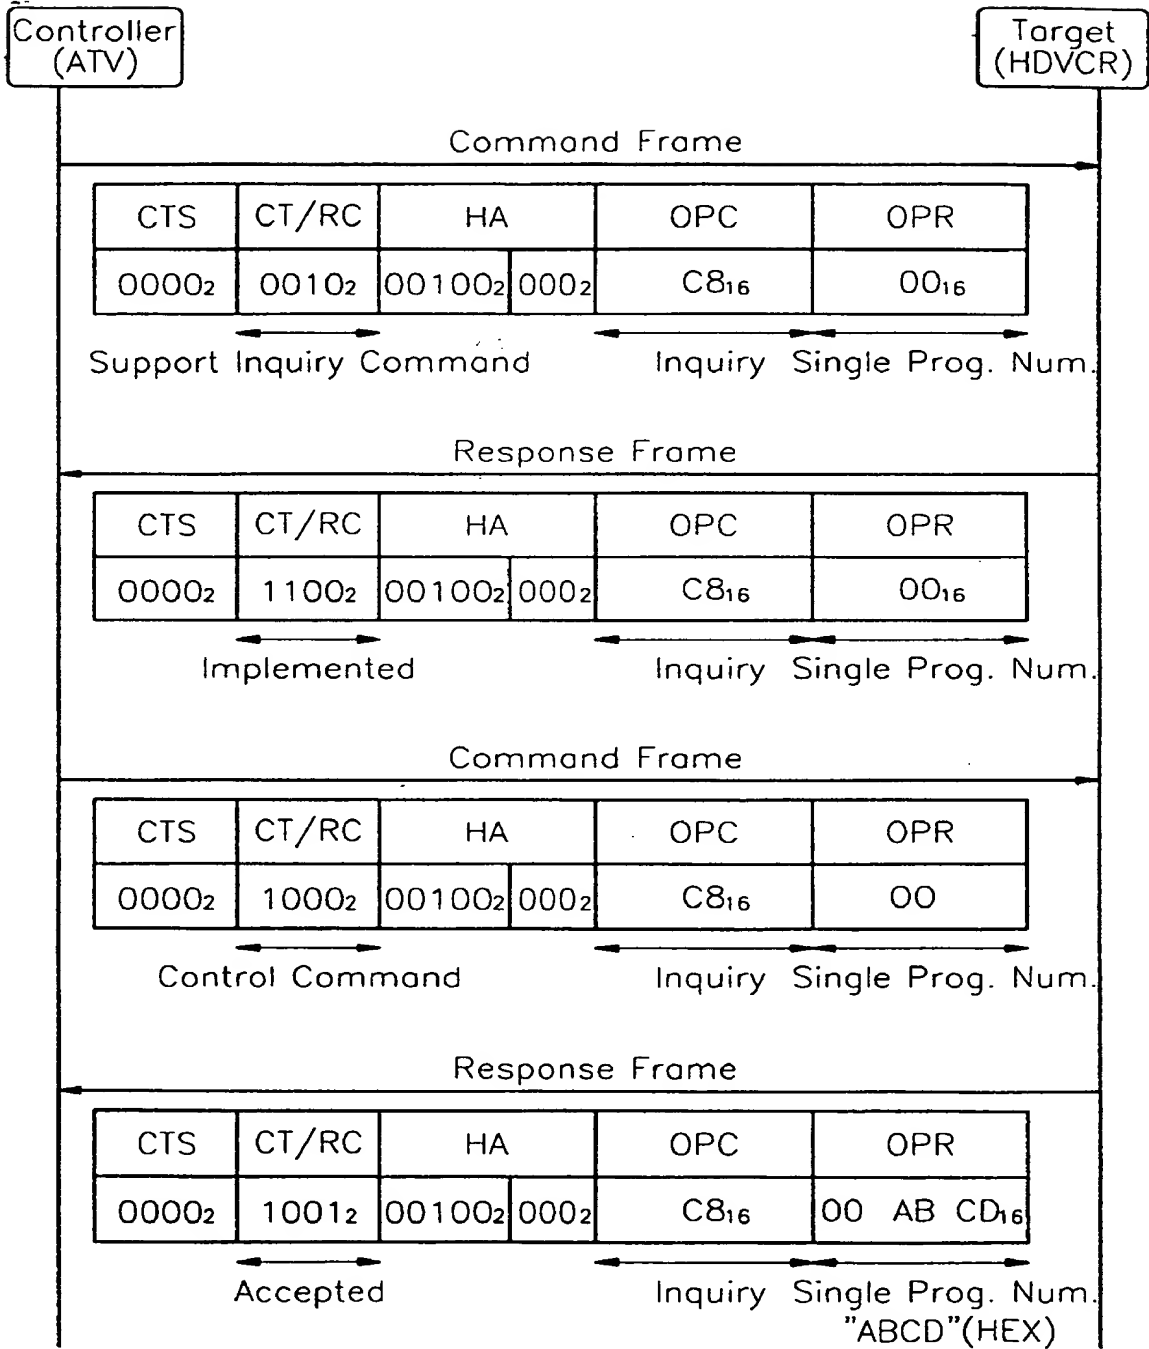 Controller
(ATV)
Target
(HDVCR)
Command Frame
CTS CT/RC HA OPC OPR
0000₂ 0010₂ 00100₂ 000₂ C8₁₆ 00₁₆
Support Inquiry Command Inquiry Single Prog. Num.
Response Frame
CTS CT/RC HA OPC OPR
0000₂ 1100₂ 00100₂ 000₂ C8₁₆ 00₁₆
Implemented Inquiry Single Prog. Num.
Command Frame
CTS CT/RC HA OPC OPR
0000₂ 1000₂ 00100₂ 000₂ C8₁₆ 00
Control Command Inquiry Single Prog. Num.
Response Frame
CTS CT/RC HA OPC OPR
0000₂ 1001₂ 00100₂ 000₂ C8₁₆ 00 AB CD₁₆
Accepted Inquiry Single Prog. Num.
"ABCD"(HEX)